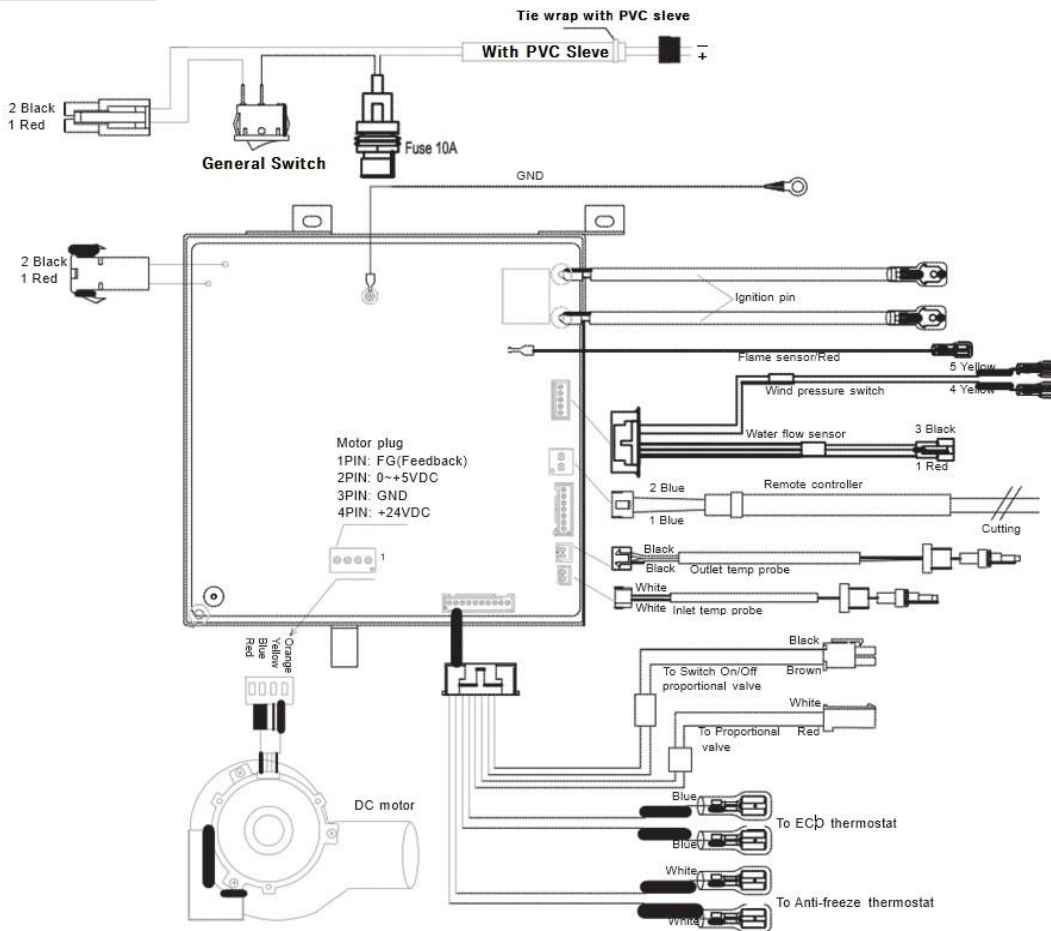 Tie wrap with PVC sleve
With PVC Sleve
−
+
2 Black
1 Red
General Switch
Fuse 10A
GND
2 Black
1 Red
Ignition pin
Flame sensor/Red
5 Yellow
Wind pressure switch
4 Yellow
Water flow sensor
3 Black
1 Red
Motor plug
1PIN: FG(Feedback)
2PIN: 0~+5VDC
3PIN: GND
4PIN: +24VDC
1
2 Blue
Remote controller
1 Blue
Cutting
Black
Black
Outlet temp probe
White
White
Inlet temp probe
Orange
Yellow
Blue
Red
Black
To Switch On/Off
proportional valve
Brown
White
To Proportional
valve
Red
DC motor
Blue
To ECO thermostat
Blue
White
To Anti-freeze thermostat
White